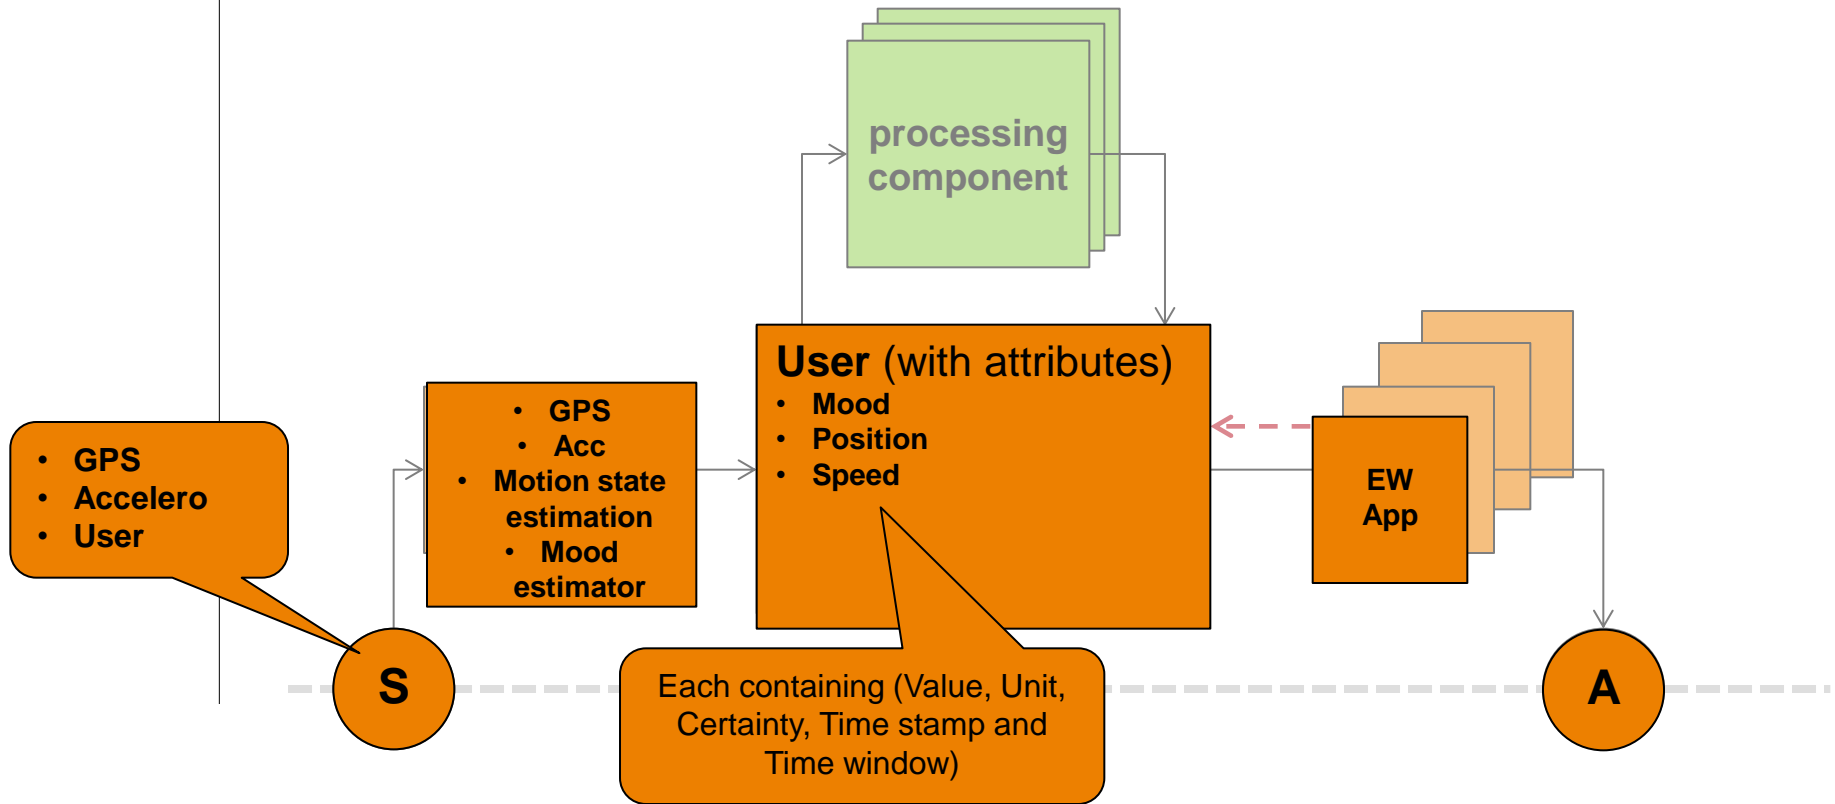 processing
component
User (with attributes)
• Mood
• Position
• Speed
• GPS
• Acc
• Motion state
estimation
• Mood
estimator
• GPS
• Accelero
• User
EW
App
S
Each containing (Value, Unit,
Certainty, Time stamp and
Time window)
A